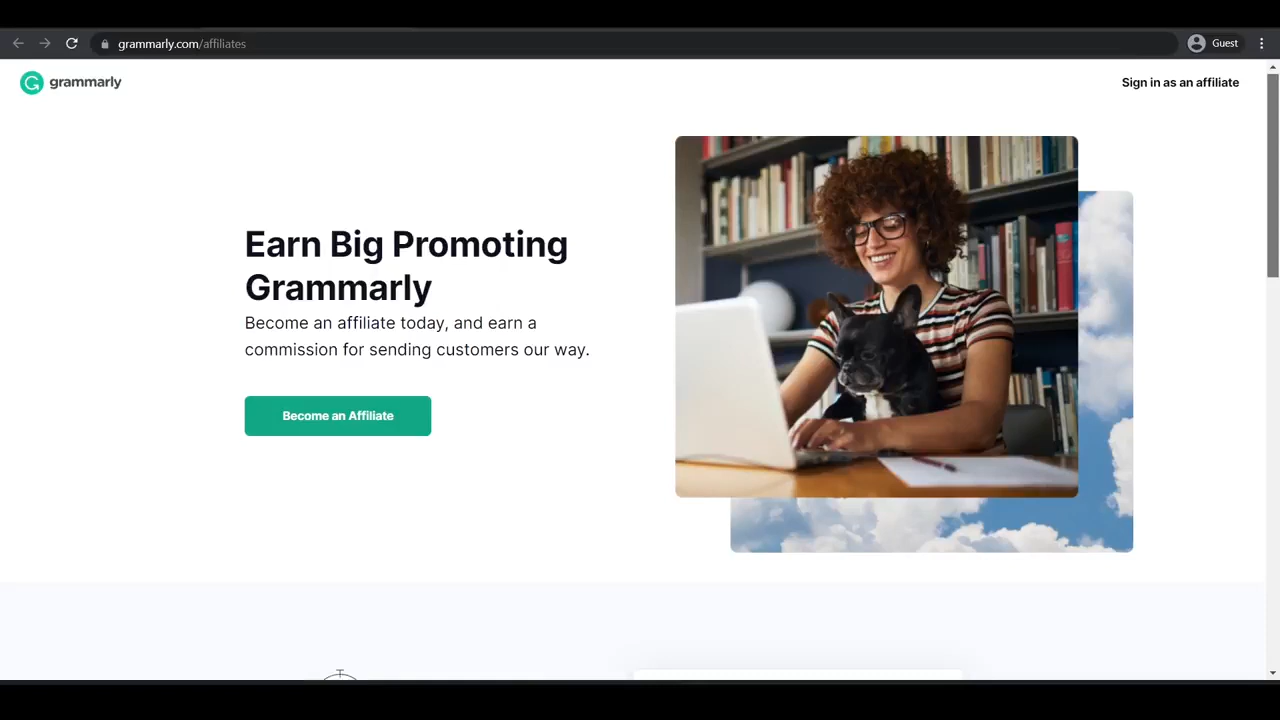 grammarly.com/affiliates
Guest
grammarly
Sign in as an affiliate
Earn Big Promoting
Grammarly
Become an affiliate today, and earn a
commission for sending customers our way.
Become an Affiliate